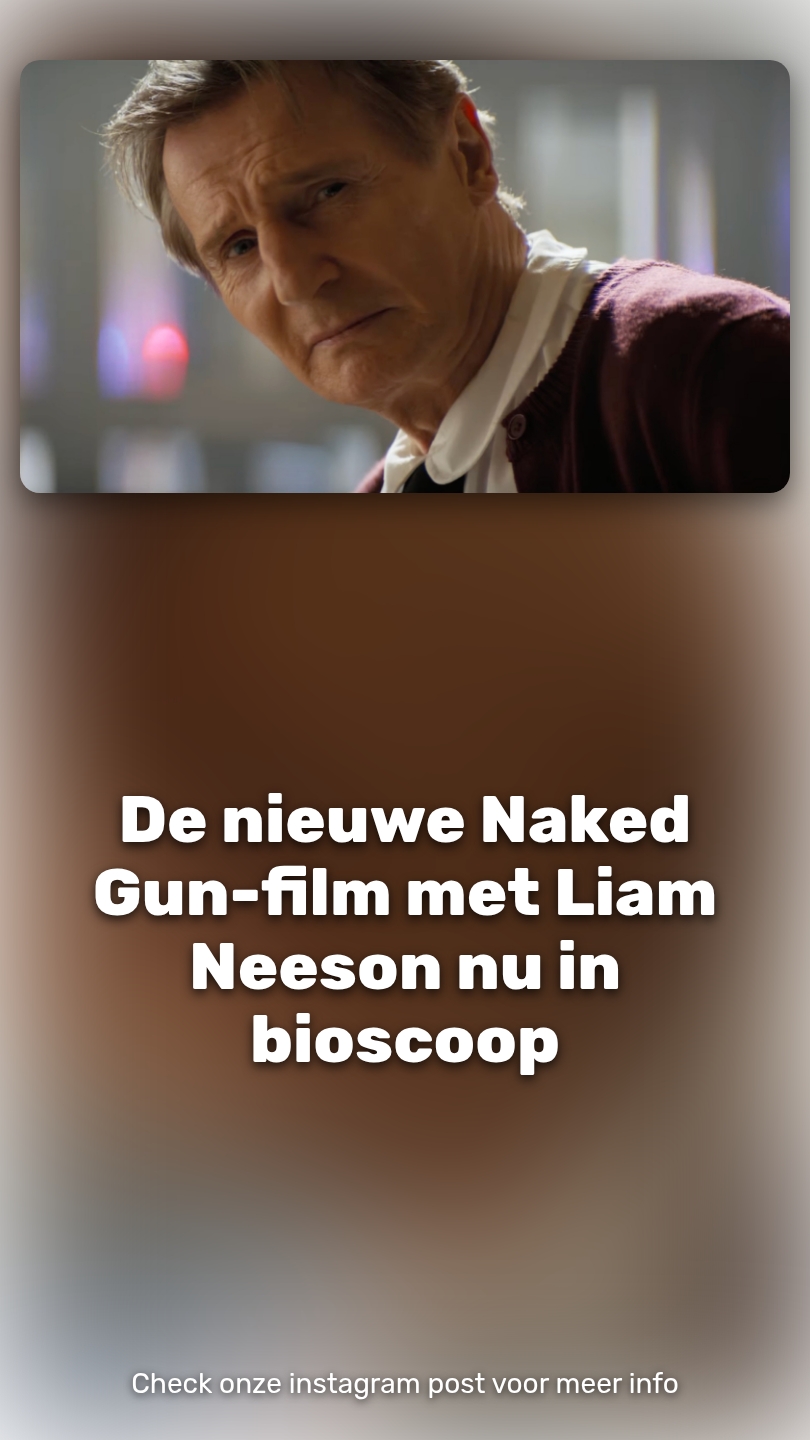 De nieuwe Naked
Gun-film met Liam
Neeson nu in
bioscoop
Check onze instagram post voor meer info